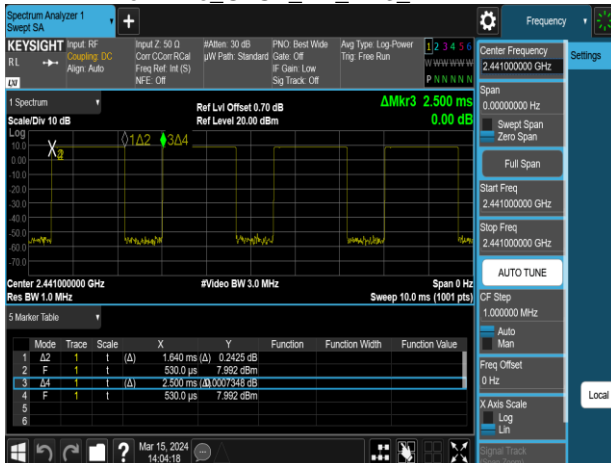 Spectrum Analyzer 1
Swept SA
+
Frequency
KEYSIGHT
RL
LXI
Input: RF
Coupling: DC
Align: Auto
Input Z: 50 Ω
Corr CCorr RCal
Freq Ref: Int (S)
NFE: Off
#Atten: 30 dB
µW Path: Standard
PNO: Best Wide
Gate: Off
IF Gain: Low
Sig Track: Off
Avg Type: Log-Power
Trig: Free Run
1 2 3 4 5 6
W W W W W W
P N N N N N
Center Frequency
2.441000000 GHz
Settings
1 Spectrum
Scale/Div 10 dB
Ref Lvl Offset 0.70 dB
Ref Level 20.00 dBm
ΔMkr3 2.500 ms
0.00 dB
Span
0.00000000 Hz
Swept Span
Zero Span
Full Span
Start Freq
2.441000000 GHz
Stop Freq
2.441000000 GHz
AUTO TUNE
CF Step
1.000000 MHz
Auto
Man
Freq Offset
0 Hz
X Axis Scale
Log
Lin
Signal Track
Local
Log
1Δ2 3Δ4
10.0
0.00
-10.0
-20.0
-30.0
-40.0
-50.0
-60.0
-70.0
Center 2.441000000 GHz
Res BW 1.0 MHz
#Video BW 3.0 MHz
Span 0 Hz
Sweep 10.0 ms (1001 pts)
5 Marker Table
Mode Trace Scale X Y Function Function Width Function Value
1 Δ2 1 t (Δ) 1.640 ms (Δ) 0.2425 dB
2 F 1 t 530.0 µs 7.992 dBm
3 Δ4 1 t (Δ) 2.500 ms (Δ) 0.0007348 dB
4 F 1 t 530.0 µs 7.992 dBm
5
6
?
Mar 15, 2024
14:04:18